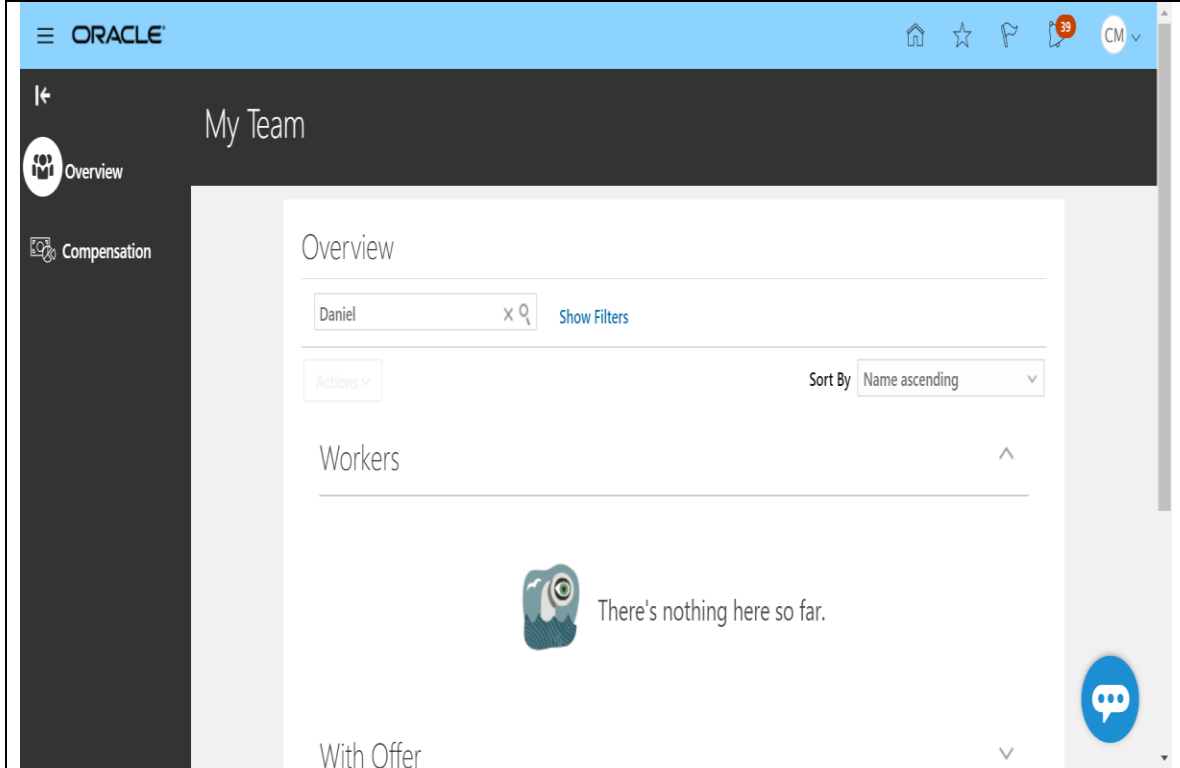 ORACLE
39
CM
My Team
Overview
Compensation
Overview
Daniel
Show Filters
Actions
Sort By Name ascending
Workers
There's nothing here so far.
With Offer